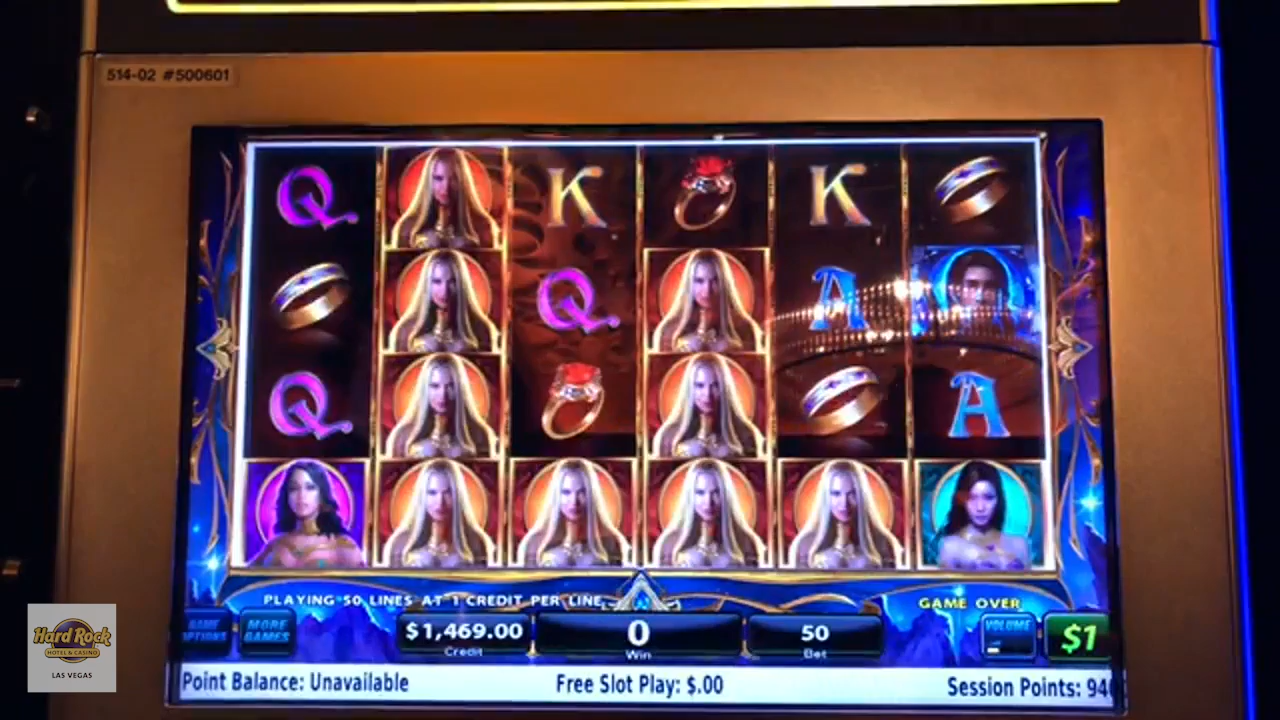 514-02 #500601
Q K K
Q A
Q A
PLAYING 50 LINES AT 1 CREDIT PER LINE
GAME OVER
GAME OPTIONS
MORE GAMES
$1,469.00
Credit
0
Win
50
Bet
VOLUME
$1
Point Balance: Unavailable
Free Slot Play: $.00
Session Points: 940
Hard Rock
HOTEL & CASINO
LAS VEGAS